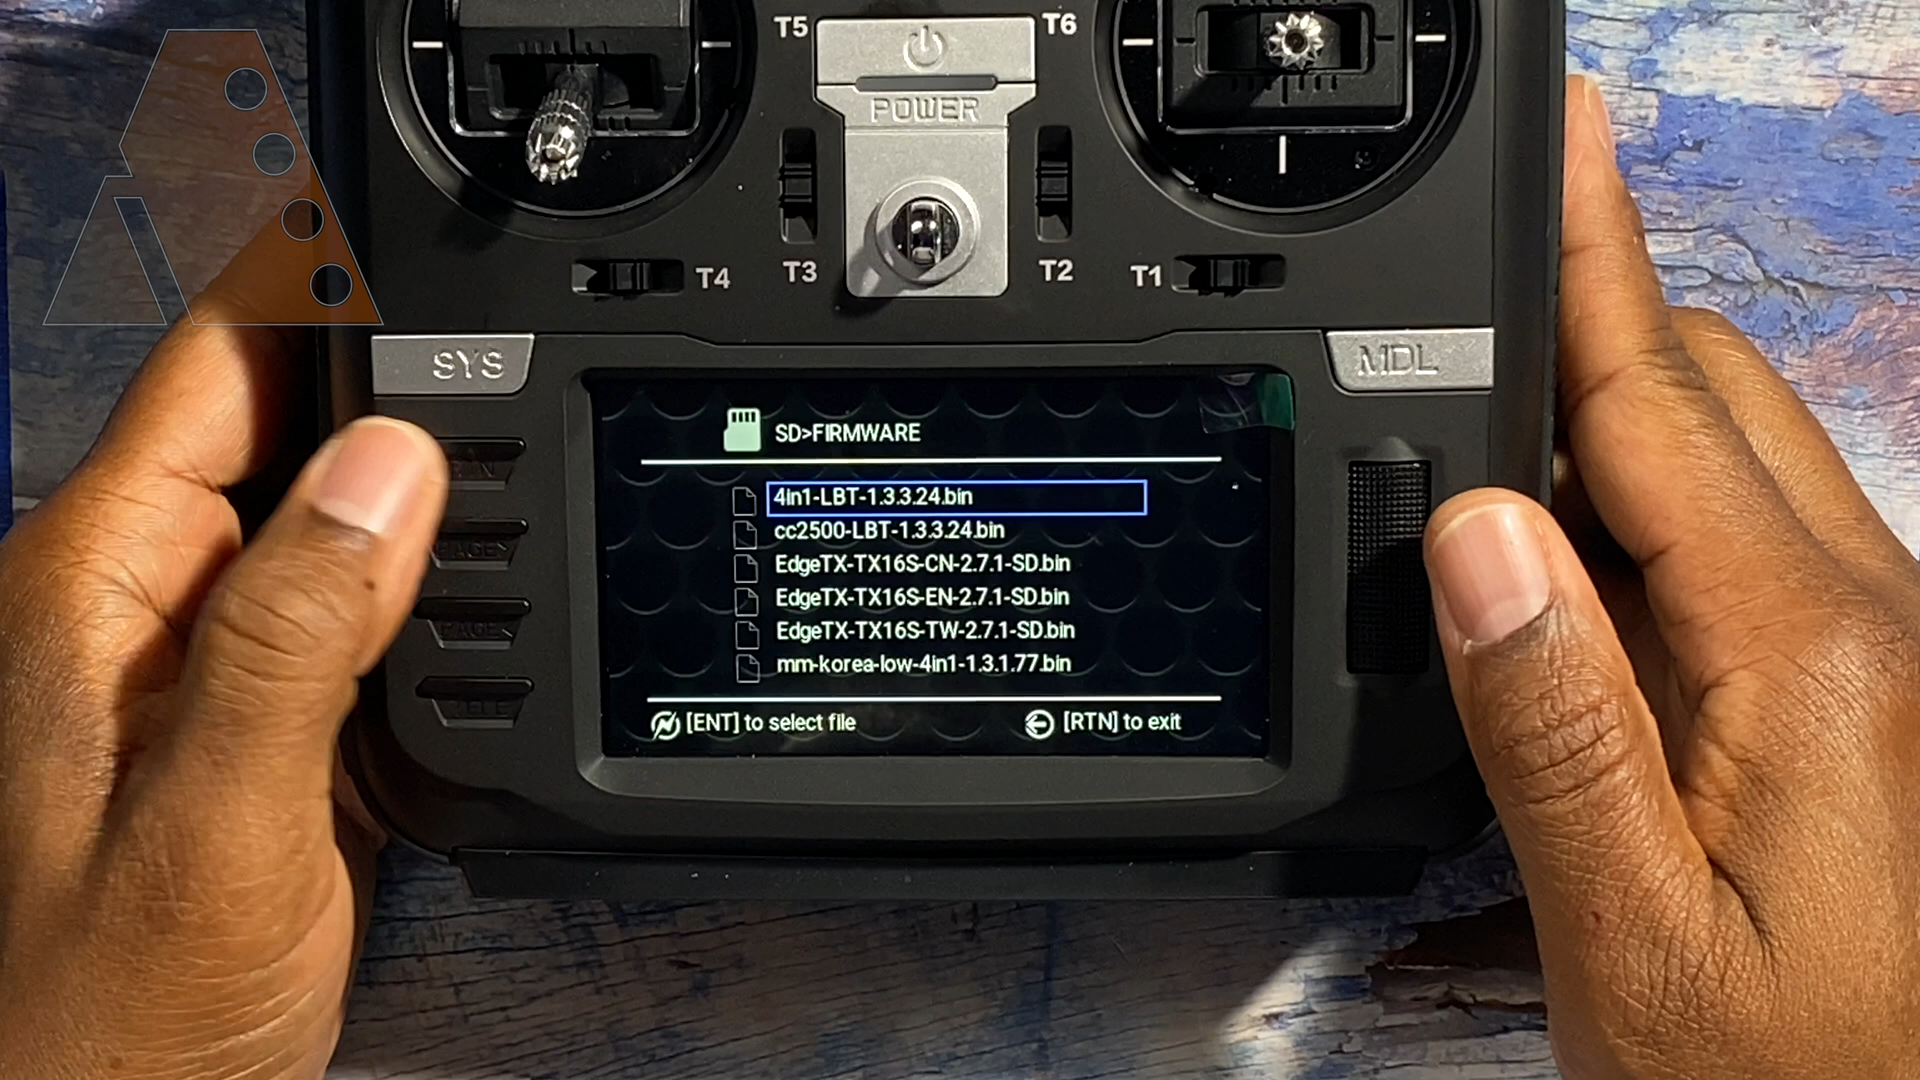 T5
T6
POWER
T4
T3
T2
T1
SYS
MDL
SD>FIRMWARE
4in1-LBT-1.3.3.24.bin
cc2500-LBT-1.3.3.24.bin
EdgeTX-TX16S-CN-2.7.1-SD.bin
EdgeTX-TX16S-EN-2.7.1-SD.bin
EdgeTX-TX16S-TW-2.7.1-SD.bin
mm-korea-low-4in1-1.3.1.77.bin
[ENT] to select file
[RTN] to exit
PAGE>
PAGE<
TELE